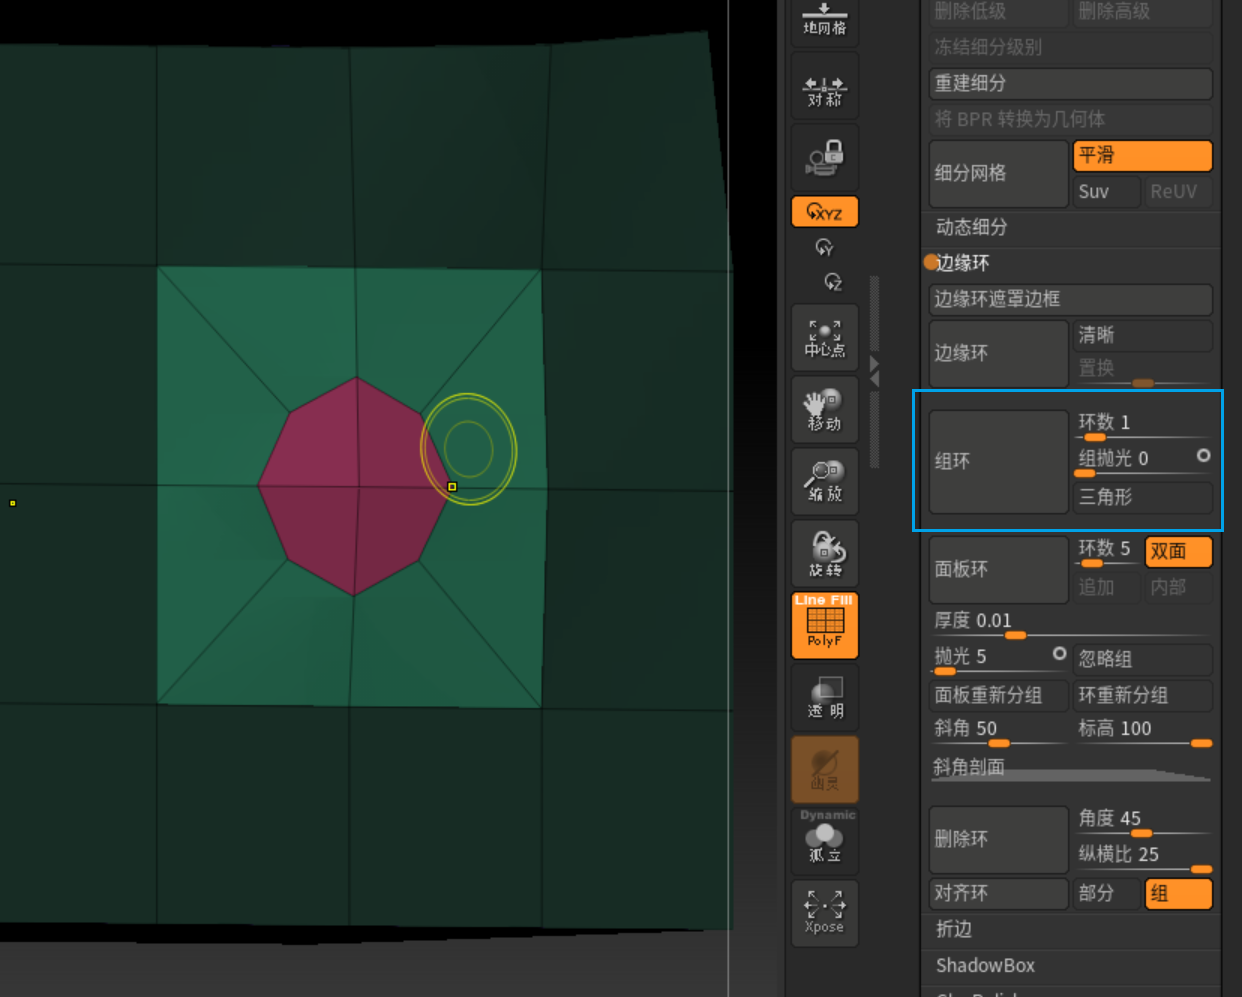 地网格
对称
XYZ
Y
Z
中心点
移动
缩放
旋转
Line Fill
PolyF
透明
幽灵
Dynamic
孤立
Xpose
删除低级 删除高级
冻结细分级别
重建细分
将 BPR 转换为几何体
细分网格 平滑
Suv ReUV
动态细分
边缘环
边缘环遮罩边框
边缘环 清晰
置换
组环 环数 1
组抛光 0
三角形
面板环 环数 5 双面
追加 内部
厚度 0.01
抛光 5 忽略组
面板重新分组 环重新分组
斜角 50 标高 100
斜角剖面
删除环 角度 45
纵横比 25
对齐环 部分 组
折边
ShadowBox